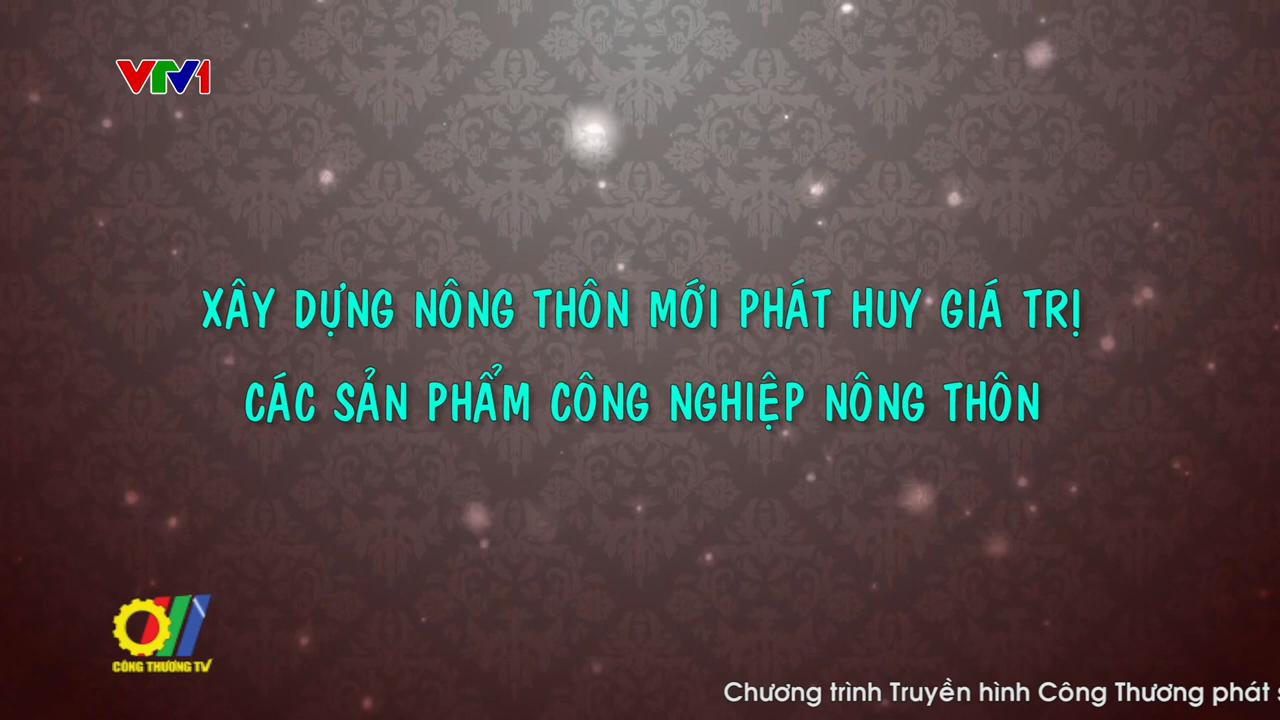 VTV1
XÂY DỰNG NÔNG THÔN MỚI PHÁT HUY GIÁ TRỊ
CÁC SẢN PHẨM CÔNG NGHIỆP NÔNG THÔN
CÔNG THƯƠNG TV
Chương trình Truyền hình Công Thương phát